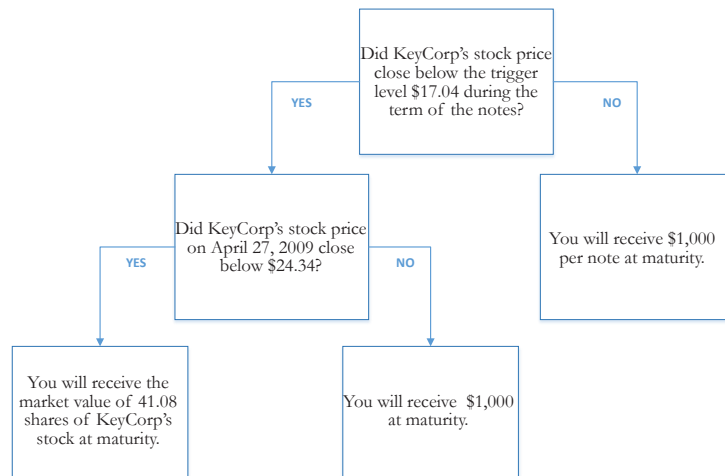 Did KeyCorp's stock price
close below the trigger
level $17.04 during the
term of the notes?
YES
NO
Did KeyCorp's stock price
on April 27, 2009 close
below $24.34?
You will receive $1,000
per note at maturity.
YES
NO
You will receive the
market value of 41.08
shares of KeyCorp's
stock at maturity.
You will receive $1,000
at maturity.